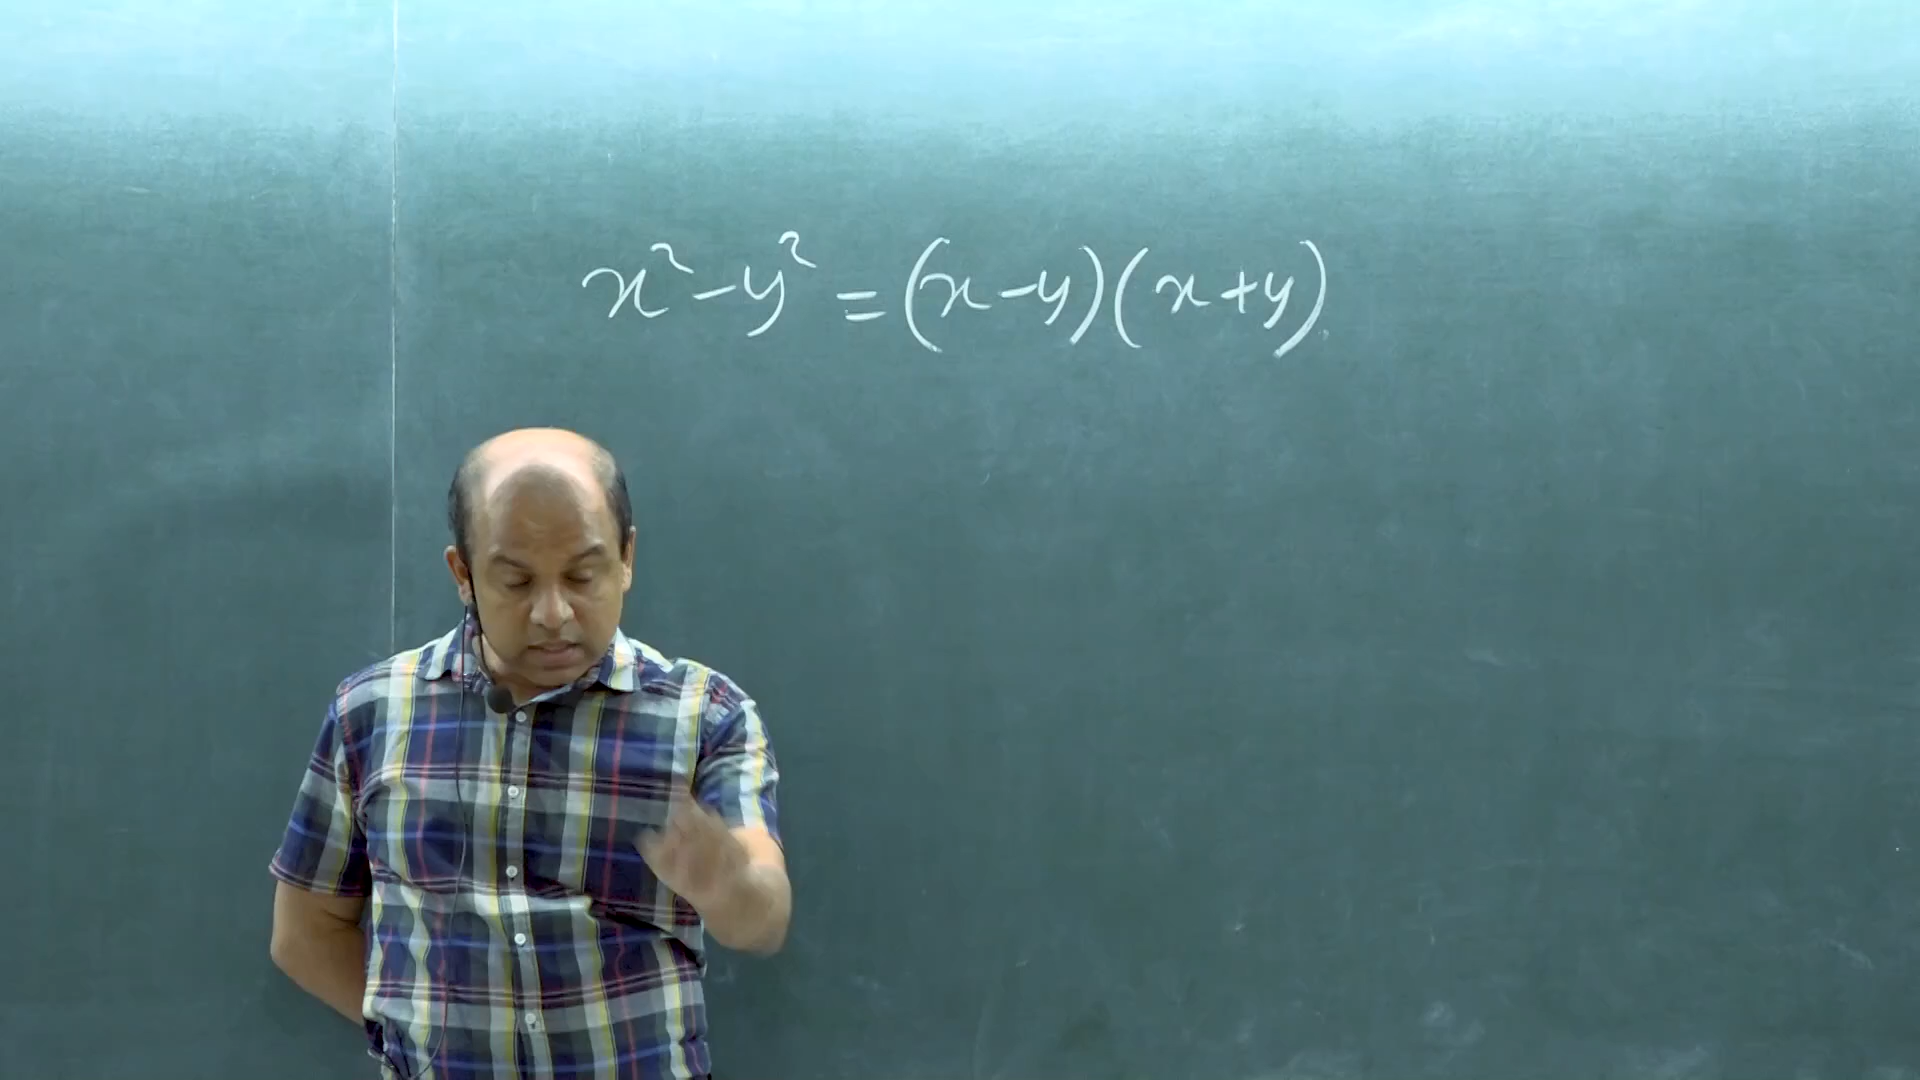 x² - y² = (x - y)(x + y)